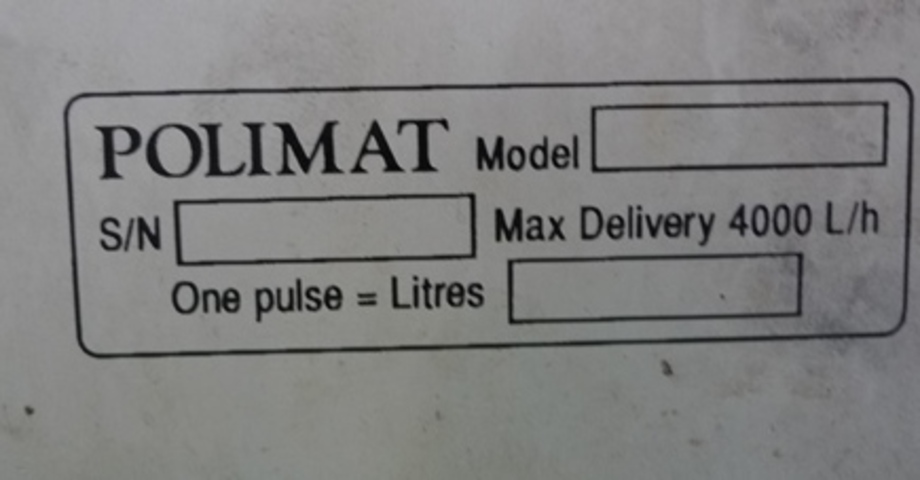 POLIMAT Model
S/N Max Delivery 4000 L/h
One pulse = Litres